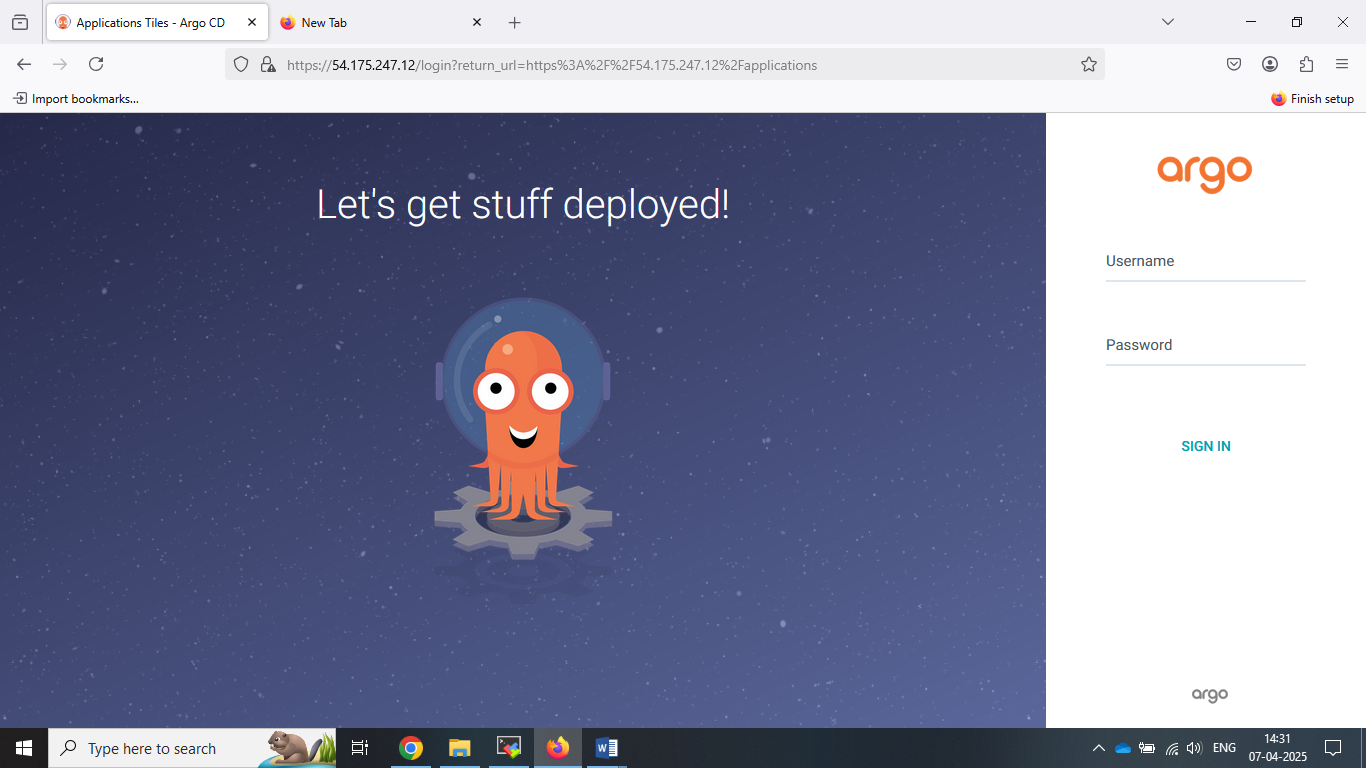 Applications Tiles - Argo CD
New Tab
https://54.175.247.12/login?return_url=https%3A%2F%2F54.175.247.12%2Fapplications
Import bookmarks...
Finish setup
Let's get stuff deployed!
argo
Username
Password
SIGN IN
argo
Type here to search
ENG
14:31
07-04-2025